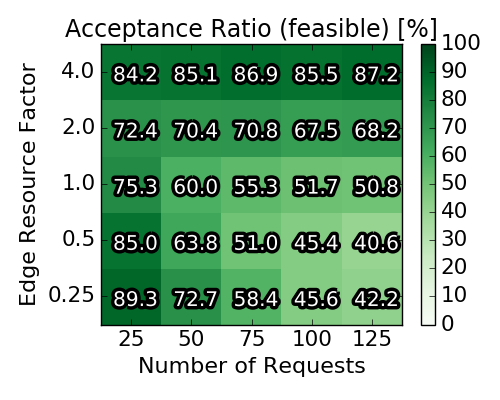 Acceptance Ratio (feasible) [%]
Edge Resource Factor
4.0 84.2 85.1 86.9 85.5 87.2
2.0 72.4 70.4 70.8 67.5 68.2
1.0 75.3 60.0 55.3 51.7 50.8
0.5 85.0 63.8 51.0 45.4 40.6
0.25 89.3 72.7 58.4 45.6 42.2
25 50 75 100 125
Number of Requests
100
90
80
70
60
50
40
30
20
10
0